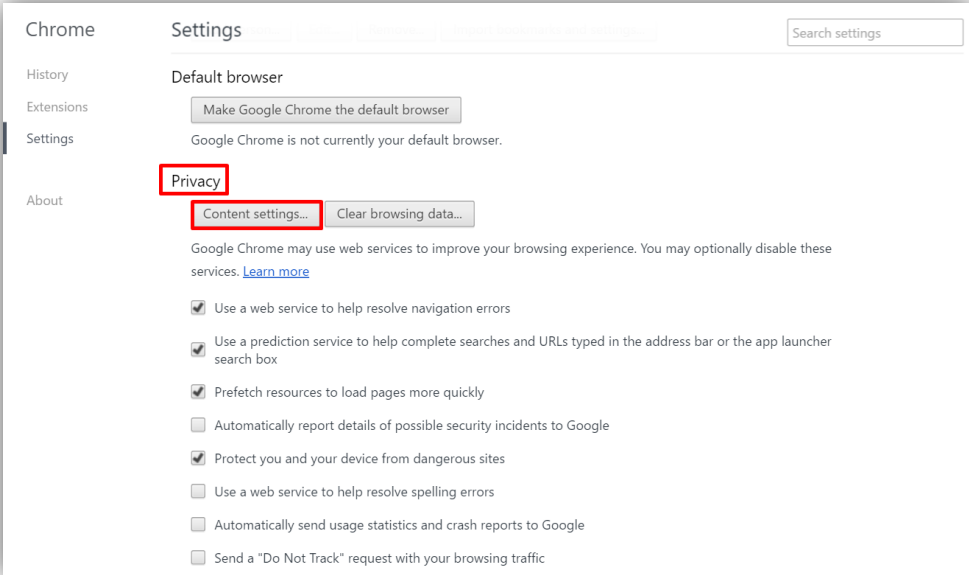 Chrome
Settings
Search settings
History
Extensions
Settings
About
Default browser
Make Google Chrome the default browser
Google Chrome is not currently your default browser.
Privacy
Content settings...
Clear browsing data...
Google Chrome may use web services to improve your browsing experience. You may optionally disable these
services. Learn more
Use a web service to help resolve navigation errors
Use a prediction service to help complete searches and URLs typed in the address bar or the app launcher
search box
Prefetch resources to load pages more quickly
Automatically report details of possible security incidents to Google
Protect you and your device from dangerous sites
Use a web service to help resolve spelling errors
Automatically send usage statistics and crash reports to Google
Send a "Do Not Track" request with your browsing traffic